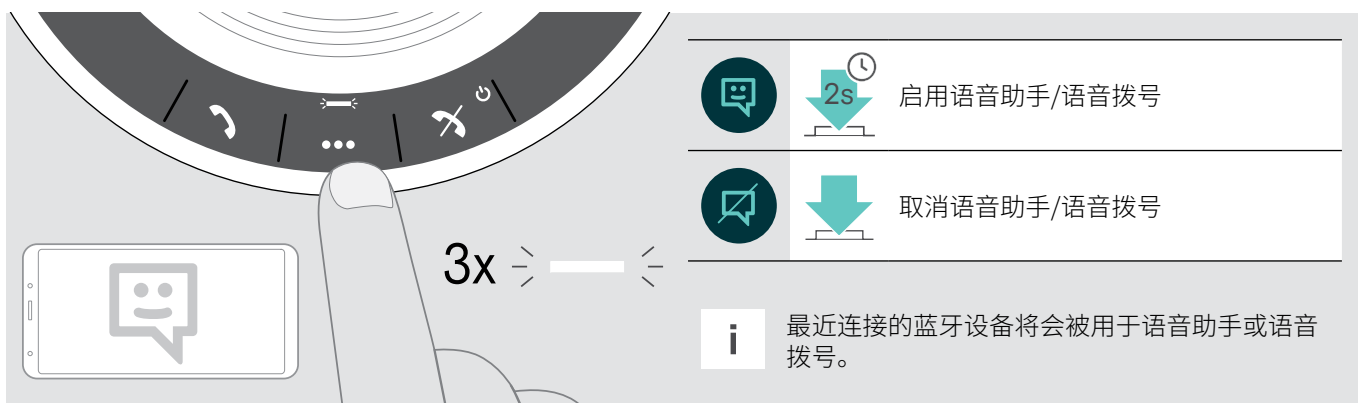 3x
2s
启用语音助手/语音拨号
取消语音助手/语音拨号
i
最近连接的蓝牙设备将会被用于语音助手或语音
拨号。